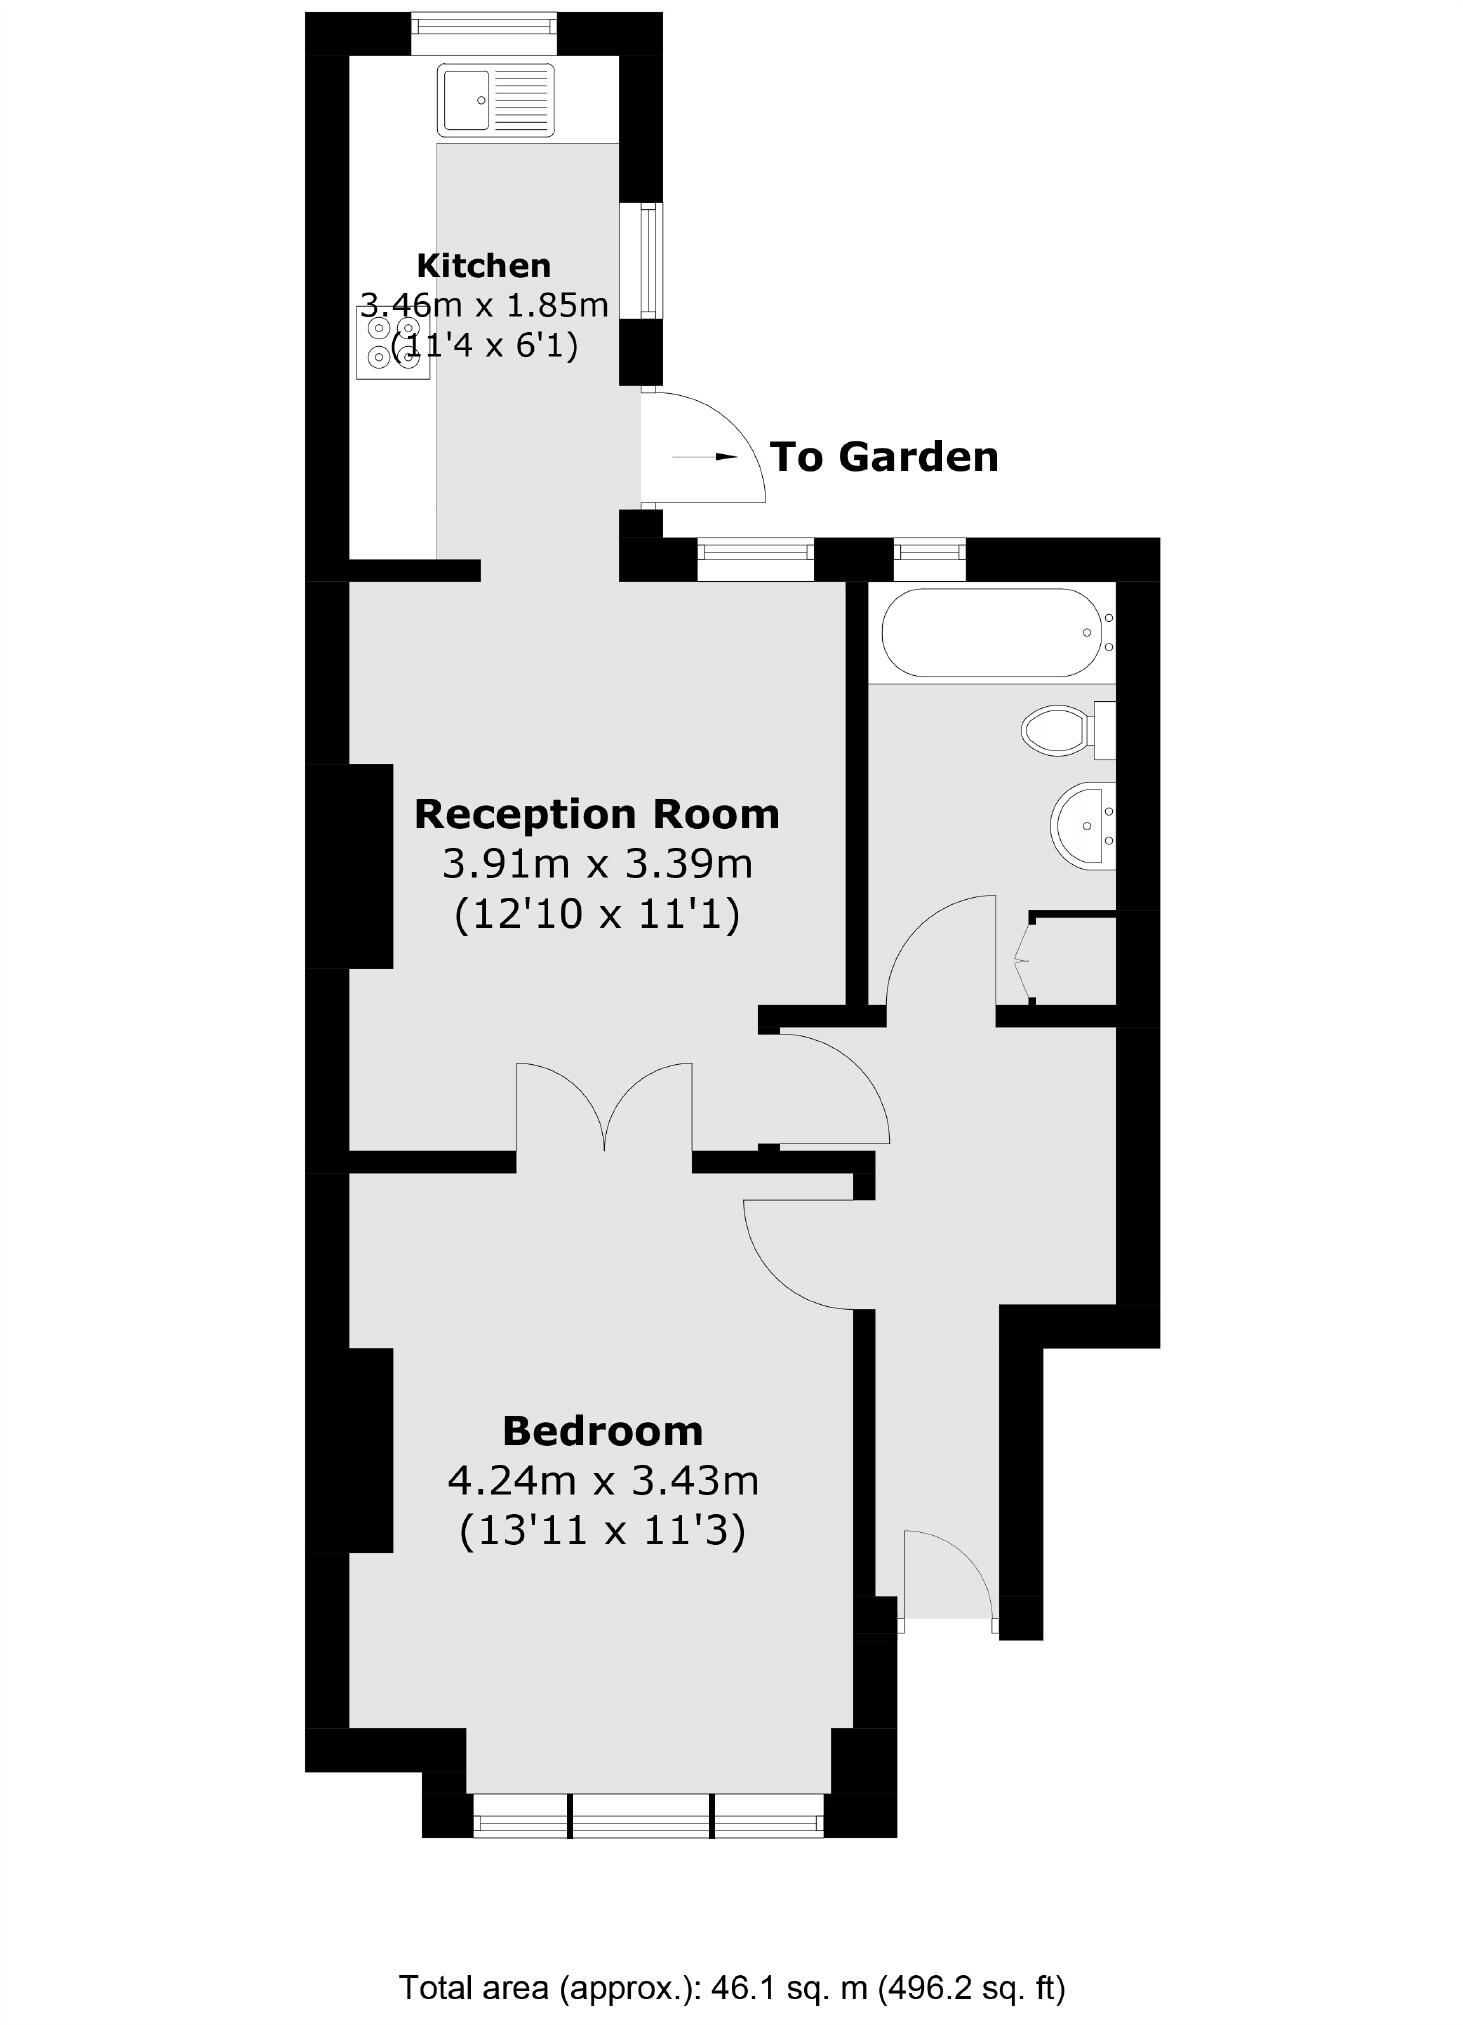 Kitchen
3.46m x 1.85m
(11'4 x 6'1)
To Garden
Reception Room
3.91m x 3.39m
(12'10 x 11'1)
Bedroom
4.24m x 3.43m
(13'11 x 11'3)
Total area (approx.): 46.1 sq. m (496.2 sq. ft)